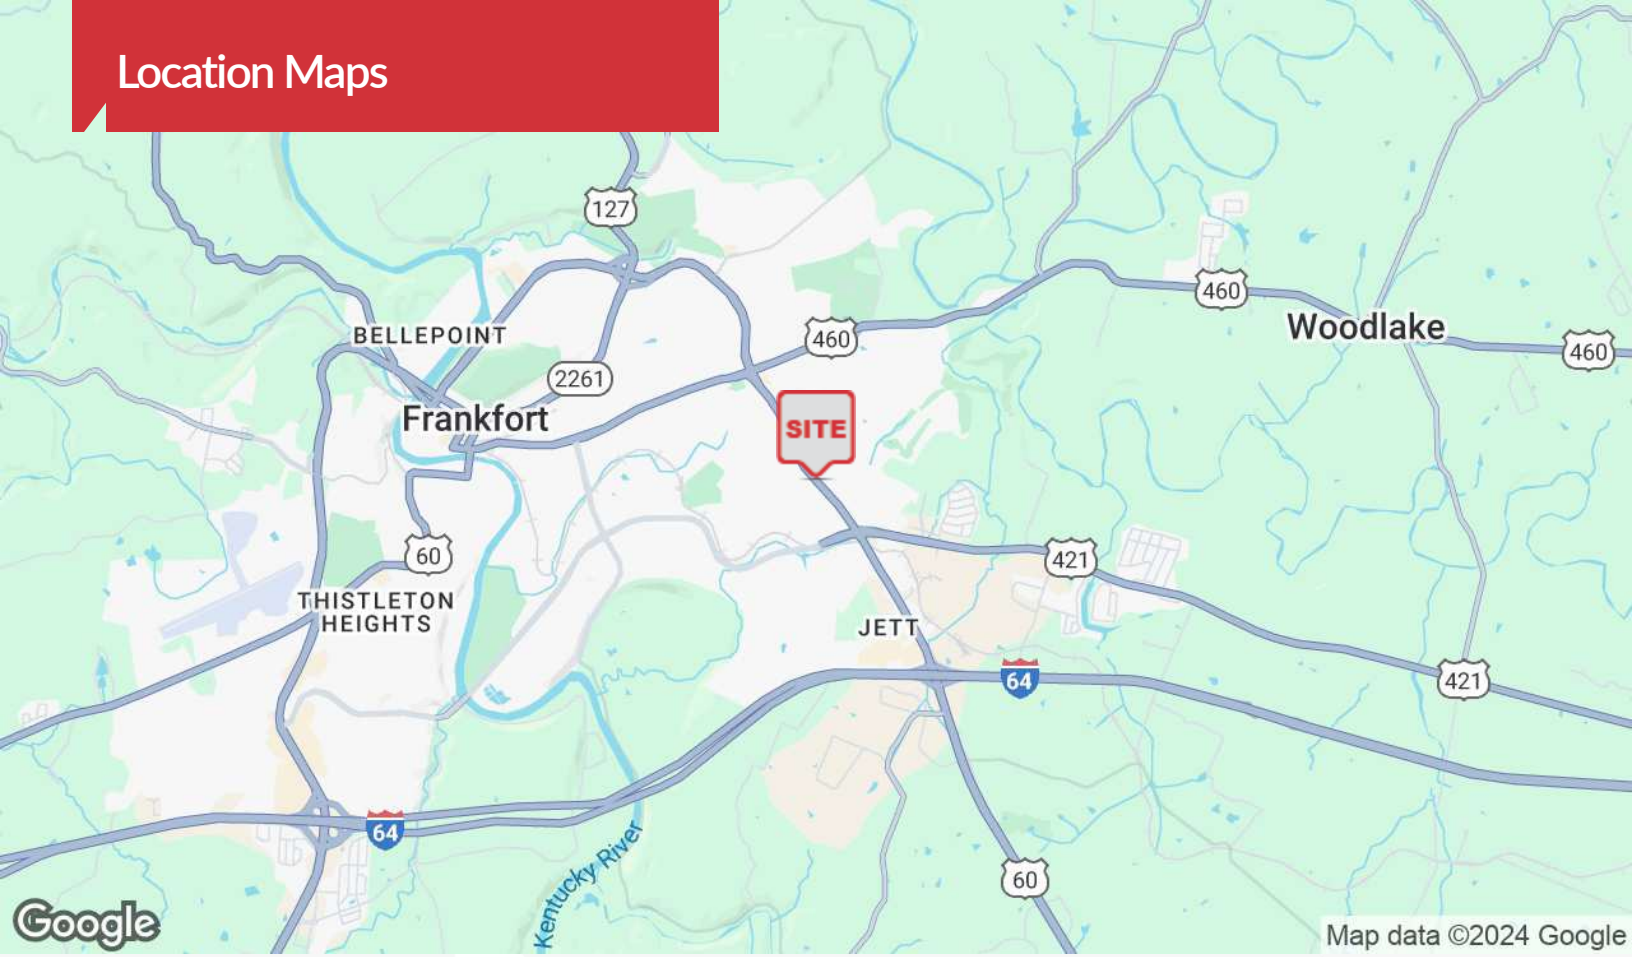 Location Maps
127
460
Woodlake
460
460
BELLEPOINT
2261
Frankfort
SITE
60
421
THISTLETON
HEIGHTS
JETT
64
421
64
60
Kentucky River
Google
Map data ©2024 Google